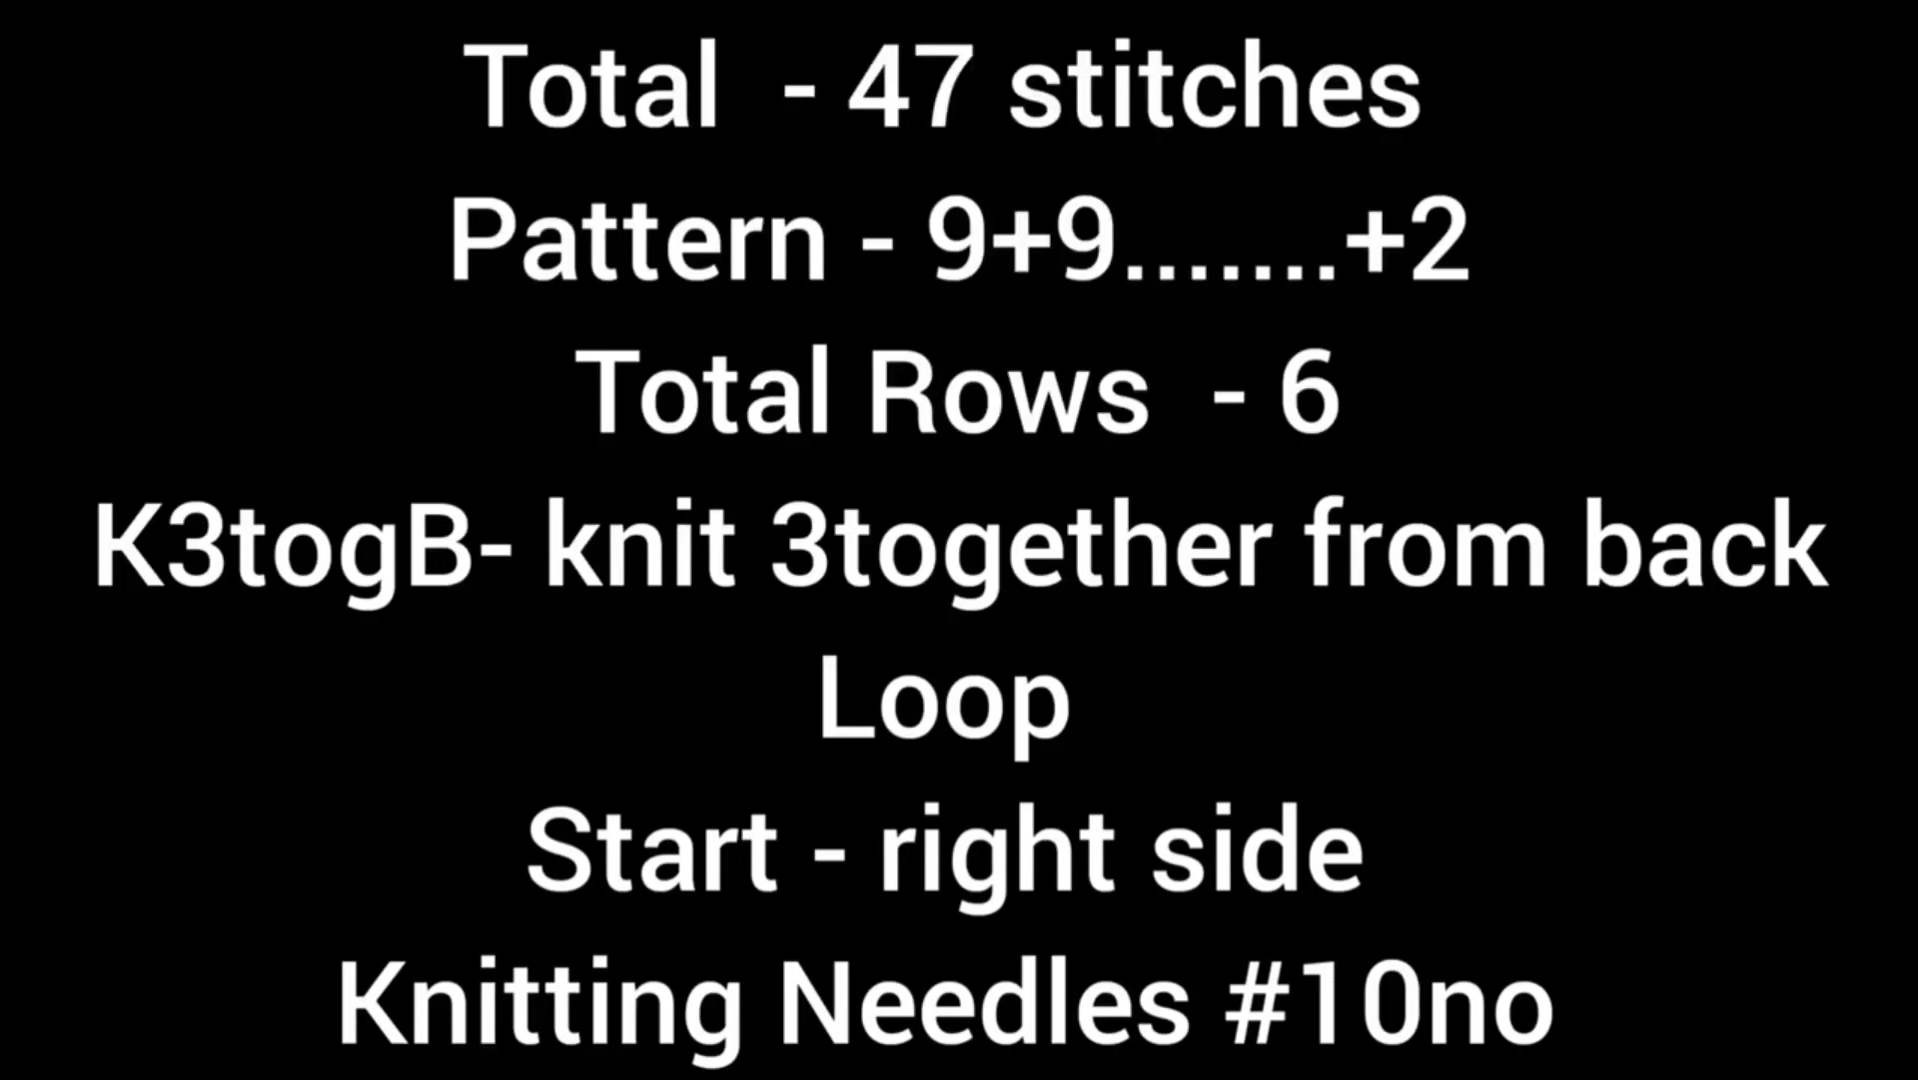 Total  - 47 stitches
Pattern - 9+9.......+2
Total Rows  - 6
K3togB- knit 3together from back
Loop
Start - right side
Knitting Needles #10no